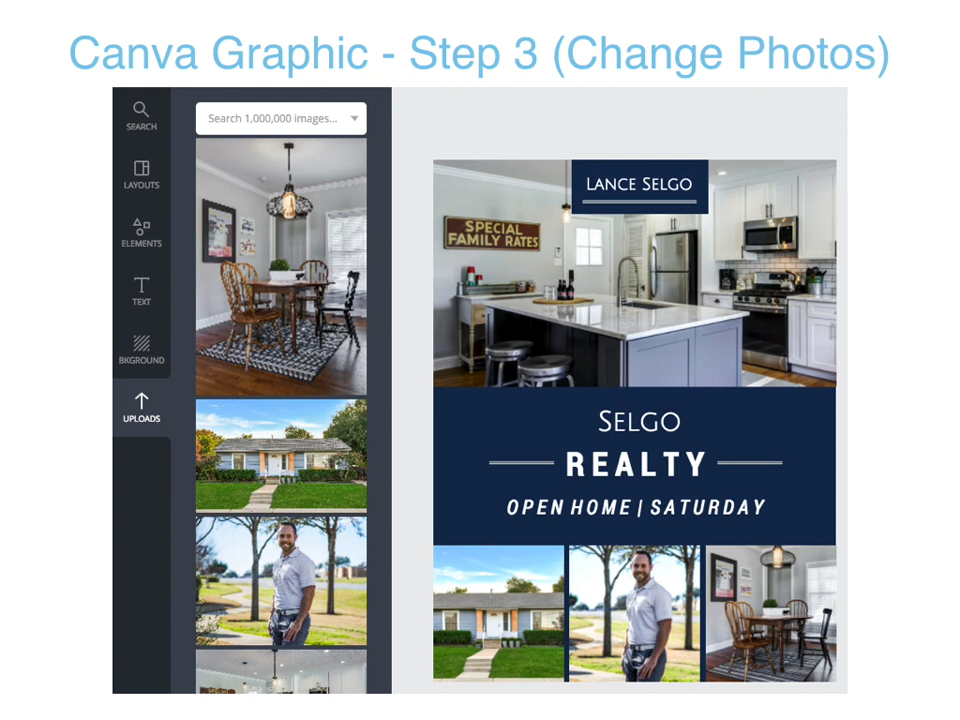 Canva Graphic - Step 3 (Change Photos)
SEARCH
LAYOUTS
ELEMENTS
TEXT
BKGROUND
UPLOADS
Search 1,000,000 images...
LANCE SELGO
SPECIAL
FAMILY RATES
SELGO
REALTY
OPEN HOME | SATURDAY